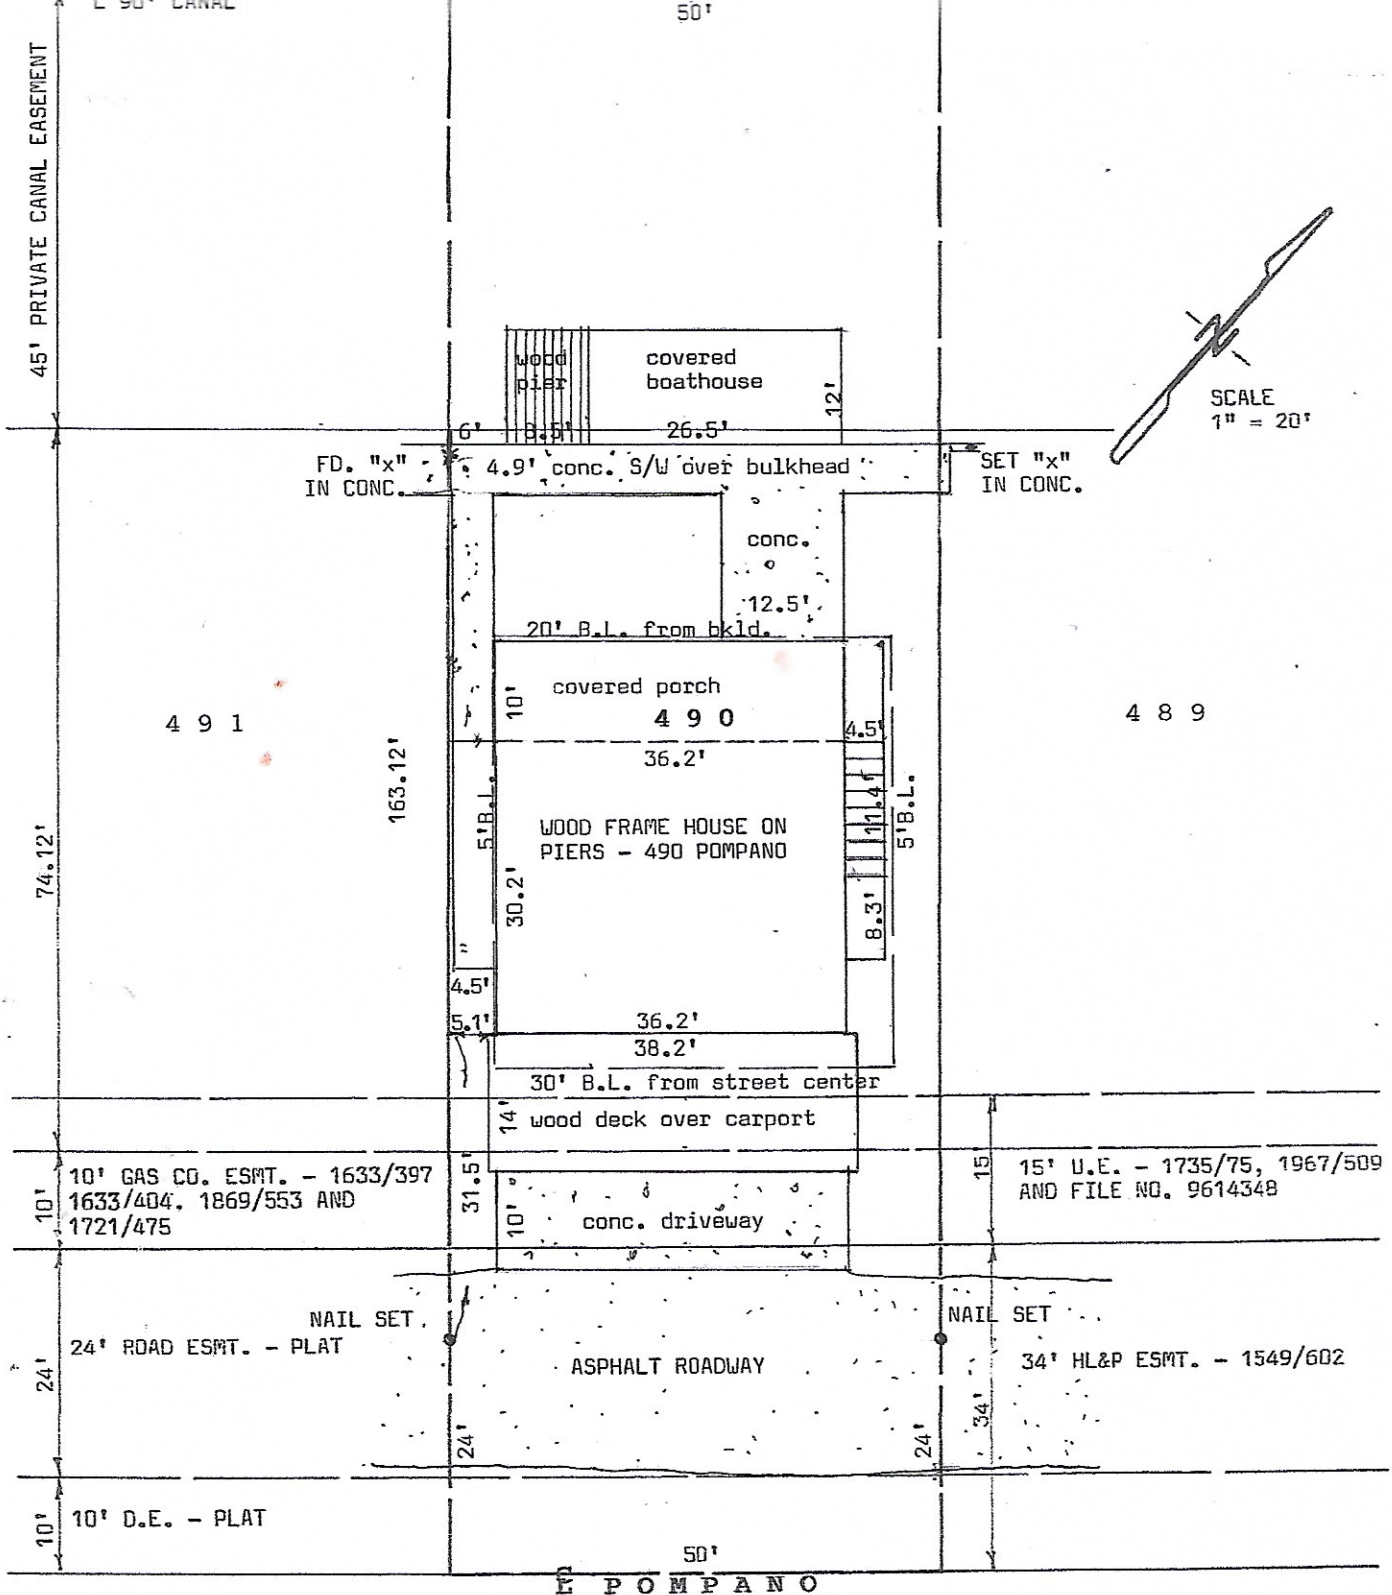 ℄ 90' CANAL
50'
45' PRIVATE CANAL EASEMENT
wood
pier
covered
boathouse
12'
SCALE
1" = 20'
6'
8.5'
26.5'
FD. "x"
IN CONC.
4.9' conc. S/W over bulkhead
SET "x"
IN CONC.
conc.
12.5'
20' B.L. from bkld.
10'
covered porch
490
4.5'
36.2'
491
489
163.12'
74.12'
5'B.L.
WOOD FRAME HOUSE ON
PIERS - 490 POMPANO
11.4'
5'B.L.
30.2'
8.3'
4.5'
5.1'
36.2'
38.2'
30' B.L. from street center
14'
wood deck over carport
10'
10' GAS CO. ESMT. - 1633/397
1633/404. 1869/553 AND
1721/475
31.5'
10'
conc. driveway
15'
15' U.E. - 1735/75, 1967/509
AND FILE NO. 9614348
NAIL SET.
NAIL SET
24'
24' ROAD ESMT. - PLAT
ASPHALT ROADWAY
34' HL&P ESMT. - 1549/602
24'
24'
34'
10'
10' D.E. - PLAT
50'
℄ POMPANO